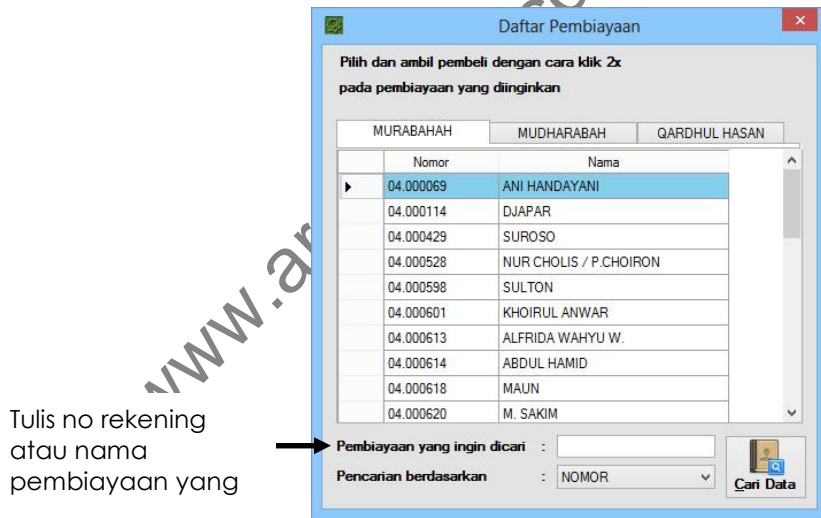 Daftar Pembiayaan
Pilih dan ambil pembeli dengan cara klik 2x
pada pembiayaan yang diinginkan
MURABAHAH MUDHARABAH QARDHUL HASAN
Nomor Nama
04.000069 ANI HANDAYANI
04.000114 DJAPAR
04.000429 SUROSO
04.000528 NUR CHOLIS / P.CHOIRON
04.000598 SULTON
04.000601 KHOIRUL ANWAR
04.000613 ALFRIDA WAHYU W.
04.000614 ABDUL HAMID
04.000618 MAUN
04.000620 M. SAKIM
Pembiayaan yang ingin dicari :
Pencarian berdasarkan : NOMOR
Cari Data
Tulis no rekening
atau nama
pembiayaan yang